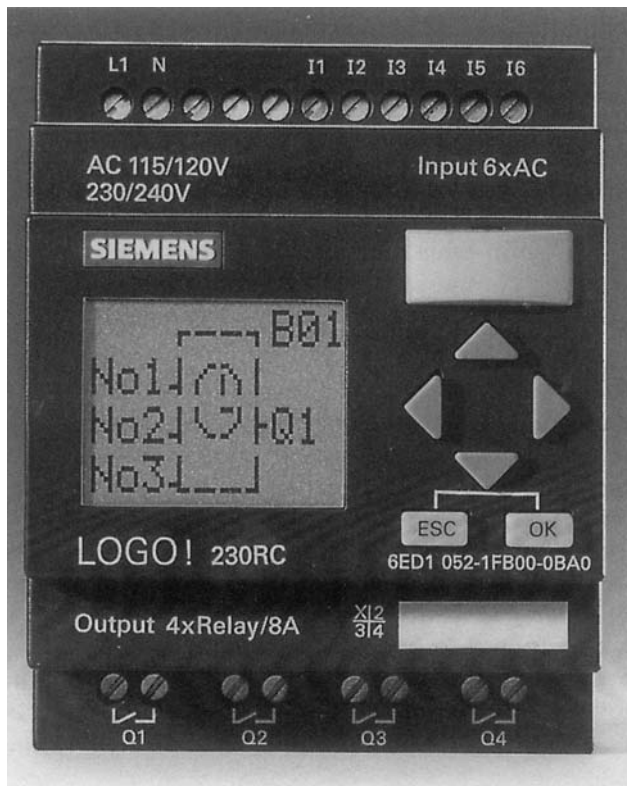 L1 N I1 I2 I3 I4 I5 I6
AC 115/120V Input 6xAC
230/240V
SIEMENS
B01
No1
No2 Q1
No3
ESC OK
LOGO! 230RC 6ED1 052-1FB00-0BA0
Output 4xRelay/8A X 2
3 4
Q1 Q2 Q3 Q4